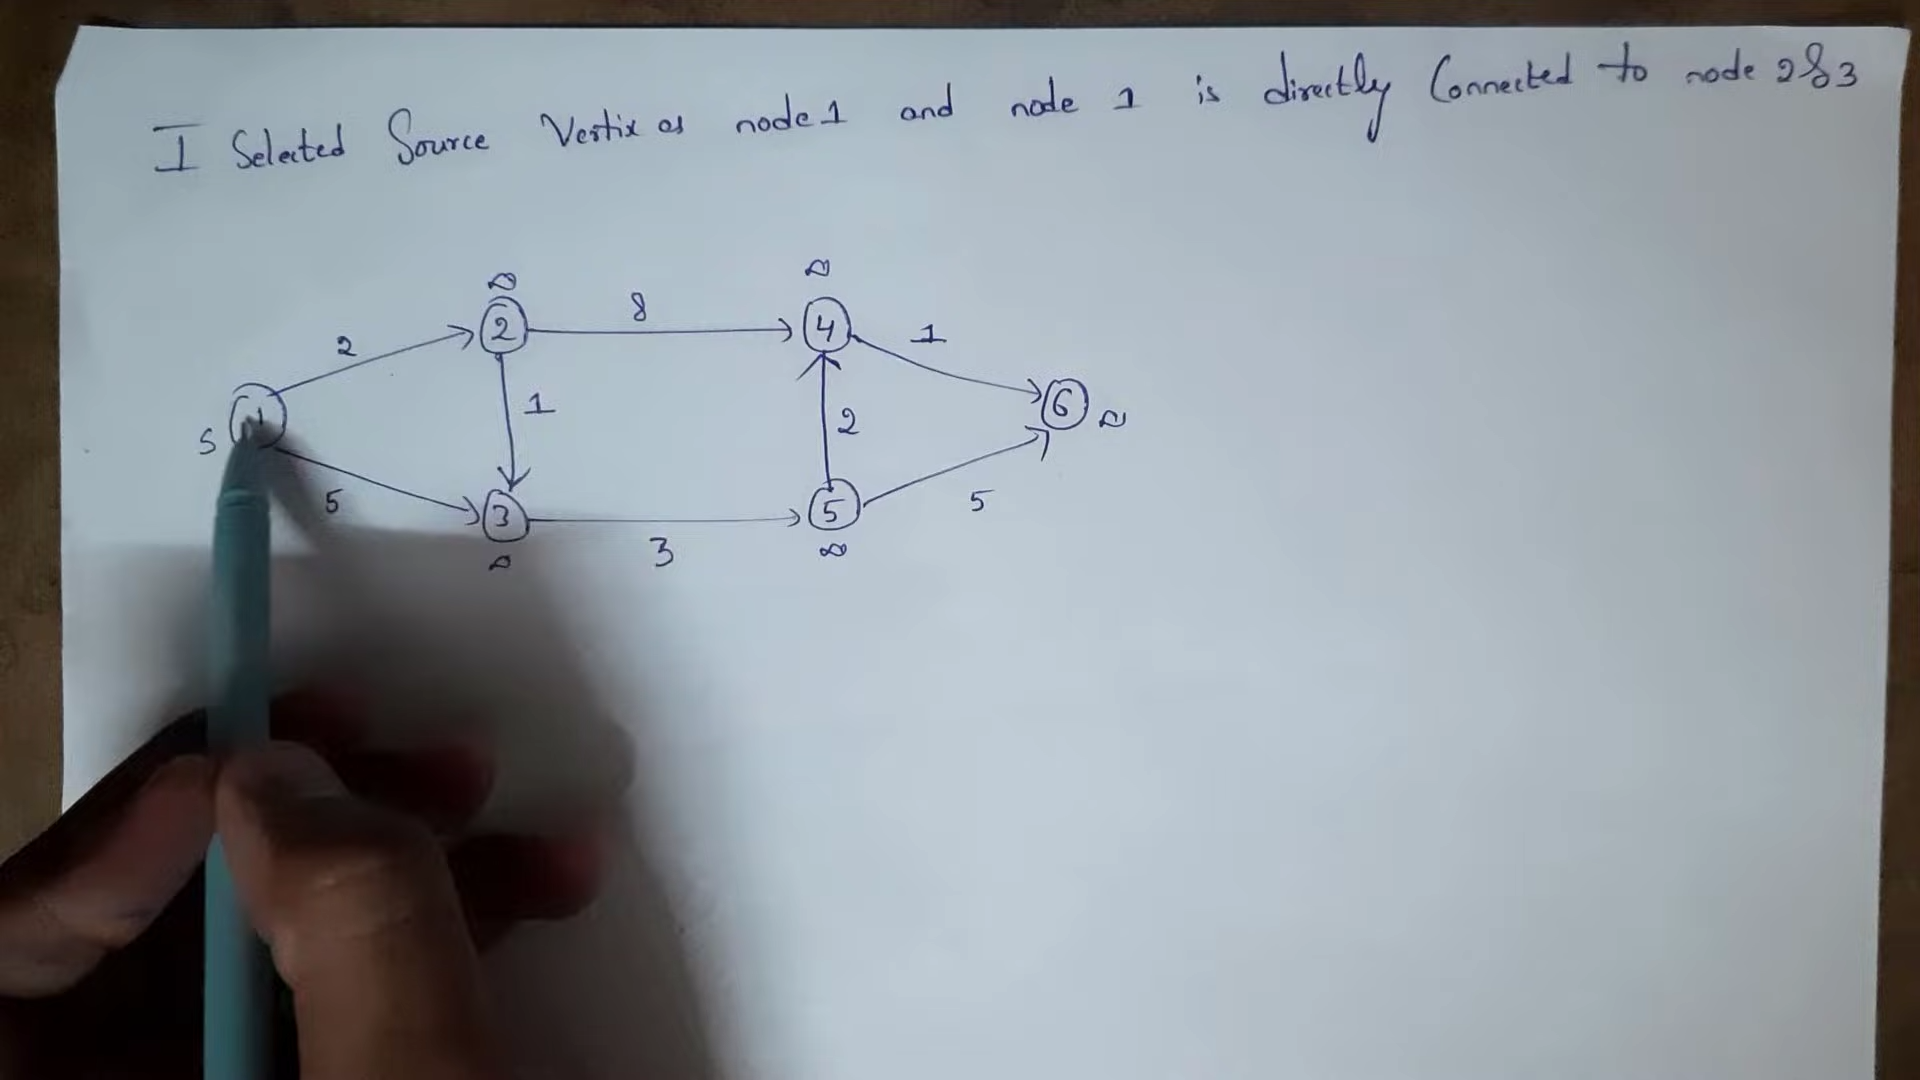 I Selected Source Vertix as node 1 and node 1 is directly Connected to node 2&3
∞ ∞
2 8 1
2 4
1 1 2 6 ∞
S
5 3 5 5
∞ 3 ∞